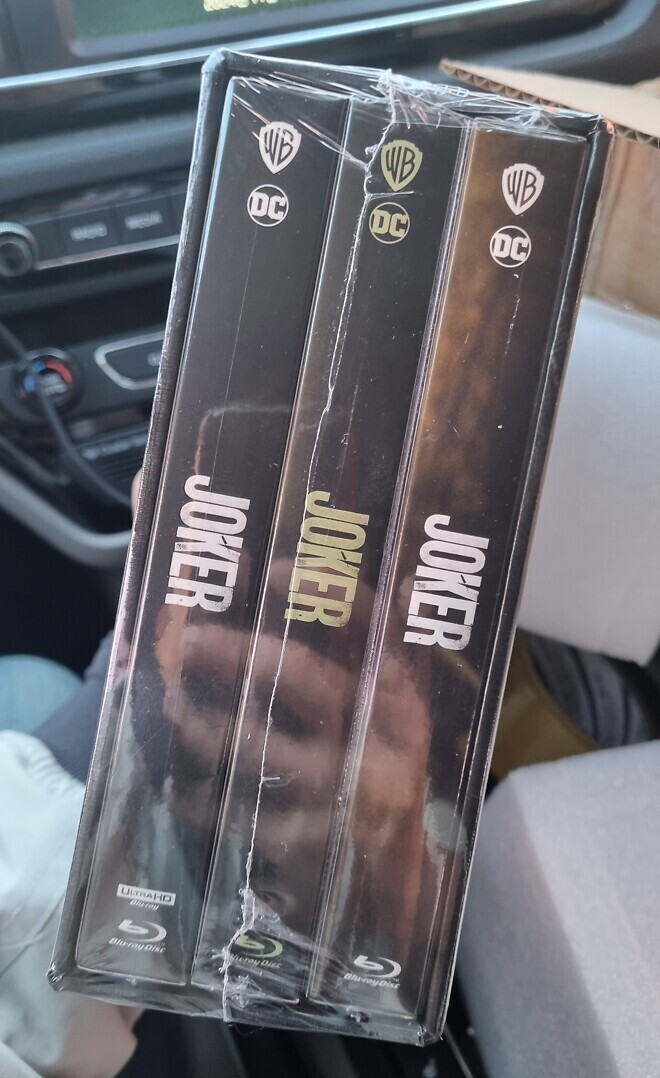 WB
DC
JOKER
ULTRA HD
Blu-ray
Blu-ray Disc
WB
DC
JOKER
Blu-ray Disc
WB
DC
JOKER
Blu-ray Disc